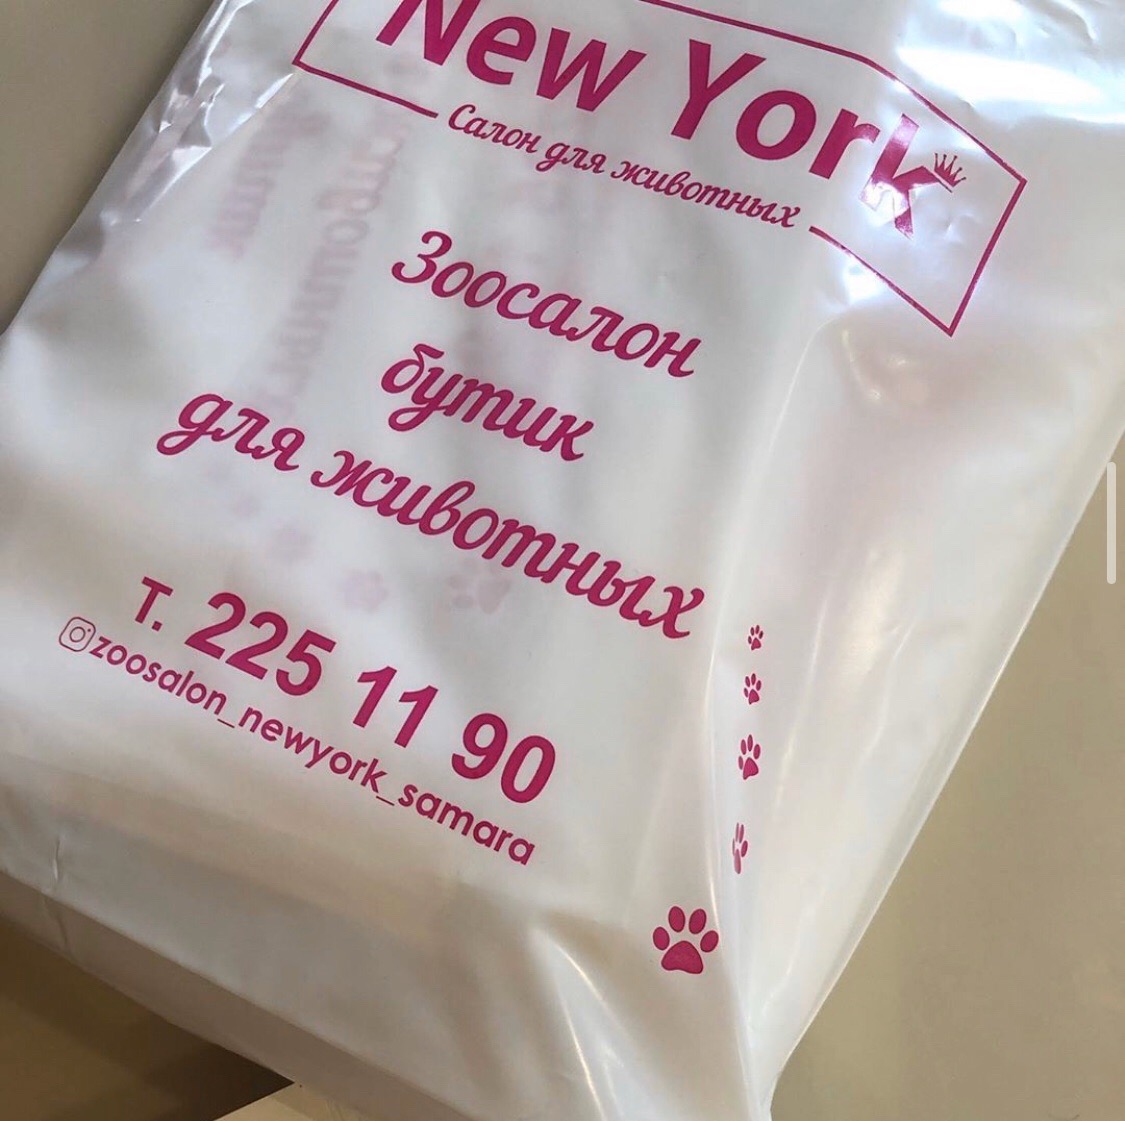 New York
Салон для животных
Зоосалон
бутик
для животных
Т. 225 11 90
zoosalon_newyork_samara